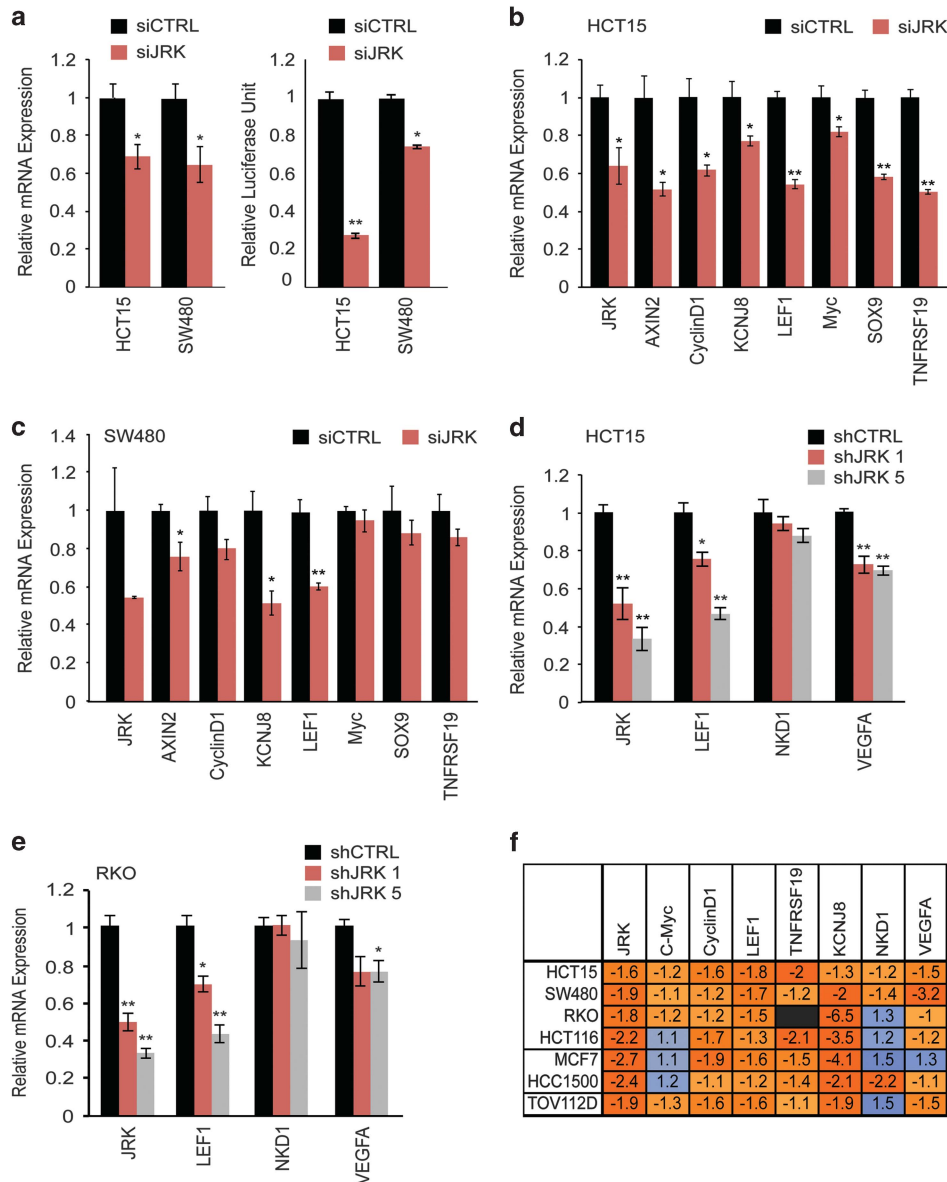 a
siCTRL
siJRK
Relative mRNA Expression
1.2
1
0.8
0.6
0.4
0.2
0
*
*
HCT15
SW480
siCTRL
siJRK
Relative Luciferase Unit
1.2
1
0.8
0.6
0.4
0.2
0
**
*
HCT15
SW480
b
HCT15
siCTRL
siJRK
Relative mRNA Expression
1.2
1
0.8
0.6
0.4
0.2
0
*
*
*
*
**
*
**
**
JRK
AXIN2
CyclinD1
KCNJ8
LEF1
Myc
SOX9
TNFRSF19
c
SW480
siCTRL
siJRK
Relative mRNA Expression
1.4
1.2
1
0.8
0.6
0.4
0.2
0
*
*
**
JRK
AXIN2
CyclinD1
KCNJ8
LEF1
Myc
SOX9
TNFRSF19
d
HCT15
shCTRL
shJRK 1
shJRK 5
Relative mRNA Expression
1.2
1
0.8
0.6
0.4
0.2
0
**
**
*
**
**
**
JRK
LEF1
NKD1
VEGFA
e
RKO
shCTRL
shJRK 1
shJRK 5
Relative mRNA Expression
1.2
1
0.8
0.6
0.4
0.2
0
**
**
*
**
*
JRK
LEF1
NKD1
VEGFA
f
JRK C-Myc CyclinD1 LEF1 TNFRSF19 KCNJ8 NKD1 VEGFA
HCT15 -1.6 -1.2 -1.6 -1.8 -2 -1.3 -1.2 -1.5
SW480 -1.9 -1.1 -1.2 -1.7 -1.2 -2 -1.4 -3.2
RKO -1.8 -1.2 -1.2 -1.5 -6.5 1.3 -1
HCT116 -2.2 1.1 -1.7 -1.3 -2.1 -3.5 1.2 -1.2
MCF7 -2.7 1.1 -1.9 -1.6 -1.5 -4.1 1.5 1.3
HCC1500 -2.4 1.2 -1.1 -1.2 -1.4 -2.1 -2.2 -1.1
TOV112D -1.9 -1.3 -1.6 -1.6 -1.1 -1.9 1.5 -1.5